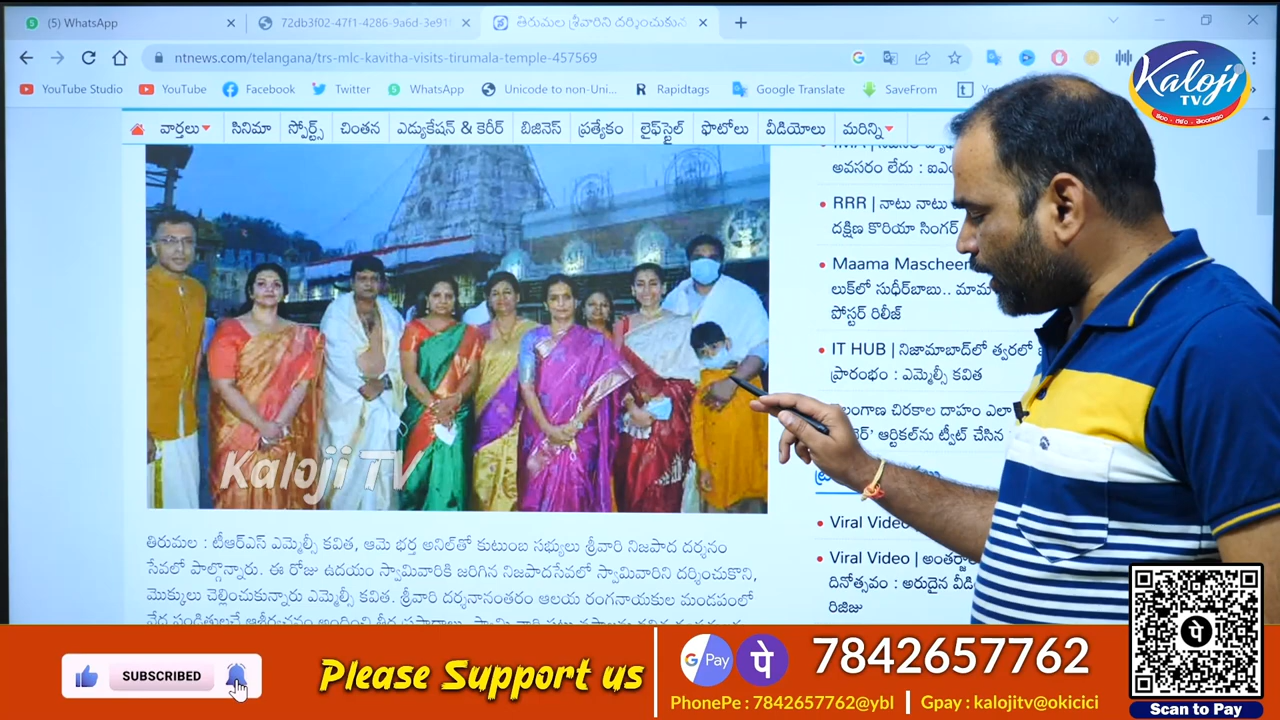 (5) WhatsApp
72db3f02-47f1-4286-9a6d-3e91
తిరుమల శ్రీవారిని దర్శించుకున
ntnews.com/telangana/trs-mlc-kavitha-visits-tirumala-temple-457569
YouTube Studio
YouTube
Facebook
Twitter
WhatsApp
Unicode to non-Uni...
Rapidtags
Google Translate
SaveFrom
Kaloji
TV
తెలం - గళం - తెలంగాణం
వార్తలు
సినిమా
స్పోర్ట్స్
చింతన
ఎడ్యుకేషన్ & కెరీర్
బిజినెస్
ప్రత్యేకం
లైఫ్‌స్టైల్
ఫొటోలు
వీడియోలు
మరిన్ని
అవసరం లేదు :
RRR | నాటు నాటు
దక్షిణ కొరియా సింగర్
Maama Mascheen
లుక్‌లో సుధీర్‌బాబు.. మామ
పోస్టర్ రిలీజ్
IT HUB | నిజామాబాద్‌లో త్వరలో
ప్రారంభం : ఎమ్మెల్సీ కవిత
చిరకాల దాహం
ఆర్టికల్‌ను ట్వీట్ చేసిన
Viral Video
Viral Video |
దినోత్సవం : అరుదైన
రిజిజు
Kaloji TV
తిరుమల : టీఆర్ఎస్ ఎమ్మెల్సీ కవిత, ఆమె భర్త అనిల్‌తో కుటుంబ సభ్యులు శ్రీవారి నిజపాద దర్శనం
సేవలో పాల్గొన్నారు. ఈ రోజు ఉదయం స్వామివారికి జరిగిన నిజపాదసేవలో స్వామివారిని దర్శించుకొని,
మొక్కులు చెల్లించుకున్నారు ఎమ్మెల్సీ కవిత. శ్రీవారి దర్శనానంతరం ఆలయ రంగనాయకుల మండపంలో
SUBSCRIBED
Please Support us
G Pay
पे
7842657762
PhonePe : 7842657762@ybl
Gpay : kalojitv@okicici
Scan to Pay